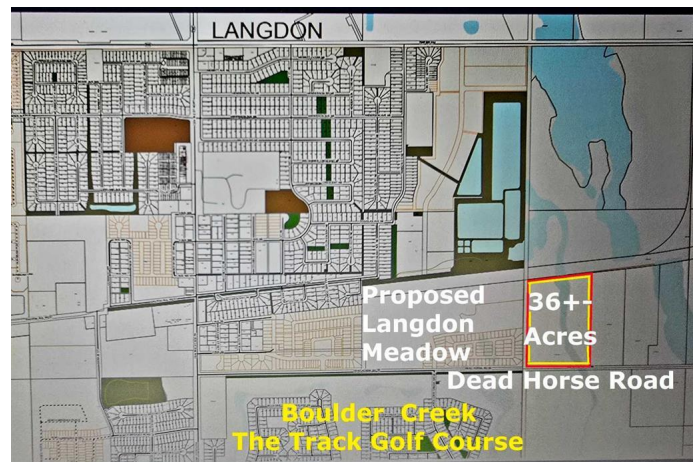 LANGDON
Proposed
Langdon
Meadow
36+-
Acres
Dead Horse Road
Boulder Creek
The Track Golf Course